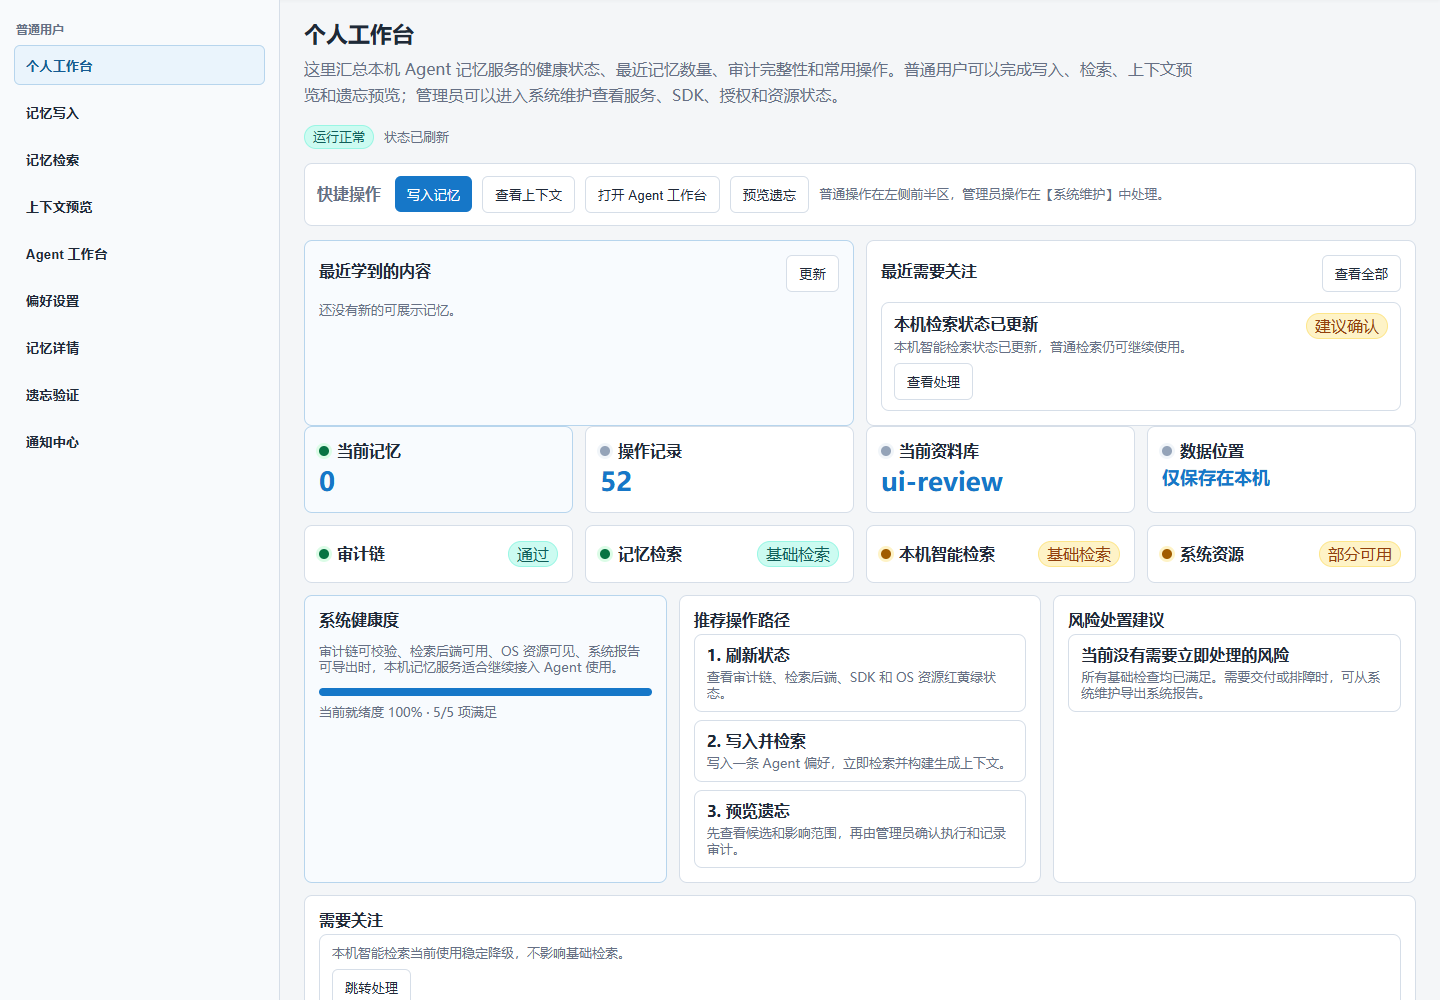 普通用户
个人工作台
记忆写入
记忆检索
上下文预览
Agent 工作台
偏好设置
记忆详情
遗忘验证
通知中心
个人工作台
这里汇总本机 Agent 记忆服务的健康状态、最近记忆数量、审计完整性和常用操作。普通用户可以完成写入、检索、上下文预
览和遗忘预览；管理员可以进入系统维护查看服务、SDK、授权和资源状态。
运行正常 状态已刷新
快捷操作 写入记忆 查看上下文 打开 Agent 工作台 预览遗忘 普通操作在左侧前半区，管理员操作在【系统维护】中处理。
最近学到的内容 更新
还没有新的可展示记忆。
最近需要关注 查看全部
本机检索状态已更新 建议确认
本机智能检索状态已更新，普通检索仍可继续使用。
查看处理
当前记忆
0
操作记录
52
当前资料库
ui-review
数据位置
仅保存在本机
审计链 通过
记忆检索 基础检索
本机智能检索 基础检索
系统资源 部分可用
系统健康度
审计链可校验、检索后端可用、OS 资源可见、系统报告
可导出时，本机记忆服务适合继续接入 Agent 使用。
当前就绪度 100% · 5/5 项满足
推荐操作路径
1. 刷新状态
查看审计链、检索后端、SDK 和 OS 资源红黄绿状
态。
2. 写入并检索
写入一条 Agent 偏好，立即检索并构建生成上下文。
3. 预览遗忘
先查看候选和影响范围，再由管理员确认执行和记录
审计。
风险处置建议
当前没有需要立即处理的风险
所有基础检查均已满足。需要交付或排障时，可从系
统维护导出系统报告。
需要关注
本机智能检索当前使用稳定降级，不影响基础检索。
跳转处理